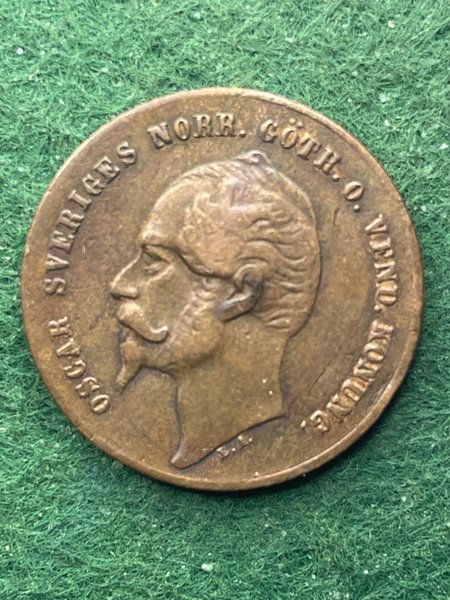 OSCAR SVERIGES NORR. GÖTH. O. VEND. KONUNG.
L.A.